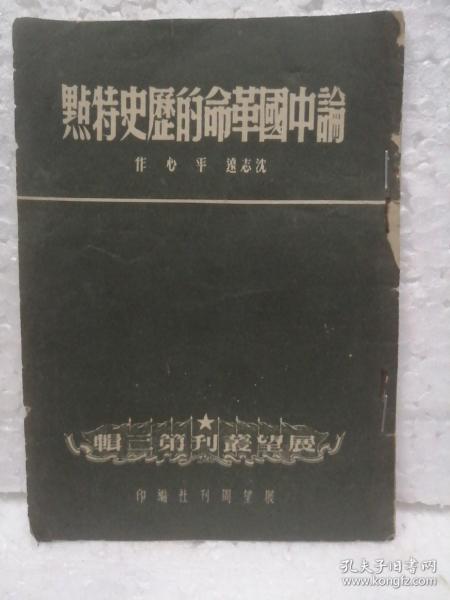 論中國革命的歷史特點
沈志遠 平心 作
展望叢刊第三輯
展望周刊社編印
孔夫子旧书网
www.kongfz.com